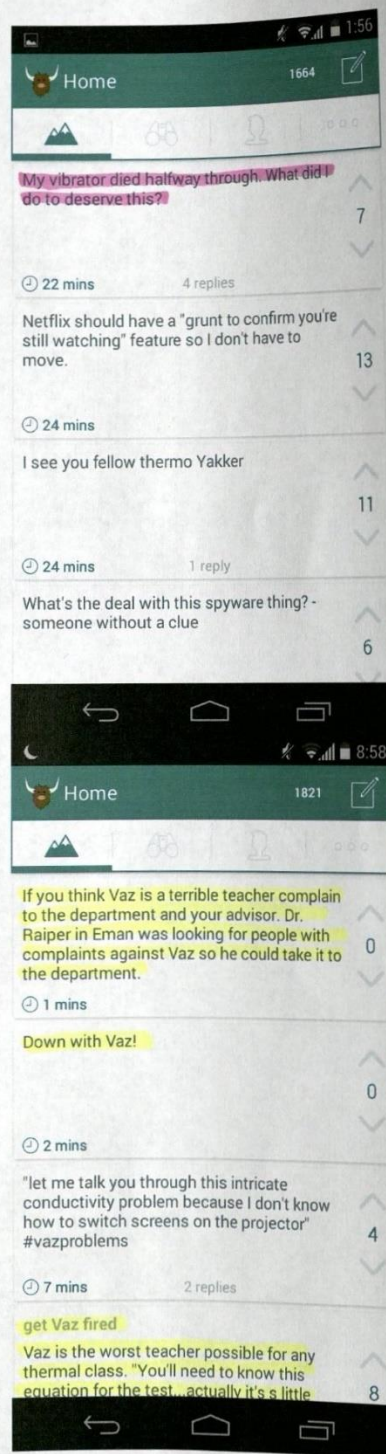 1:56
Home
1664
My vibrator died halfway through. What did I
do to deserve this?
7
22 mins
4 replies
Netflix should have a "grunt to confirm you're
still watching" feature so I don't have to
move.
13
24 mins
I see you fellow thermo Yakker
11
24 mins
1 reply
What's the deal with this spyware thing? -
someone without a clue
6
8:58
Home
1821
If you think Vaz is a terrible teacher complain
to the department and your advisor. Dr.
Raiper in Eman was looking for people with
complaints against Vaz so he could take it to
the department.
0
1 mins
Down with Vaz!
0
2 mins
"let me talk you through this intricate
conductivity problem because I don't know
how to switch screens on the projector"
#vazproblems
4
7 mins
2 replies
get Vaz fired
Vaz is the worst teacher possible for any
thermal class. "You'll need to know this
equation for the test...actually it's s little
8